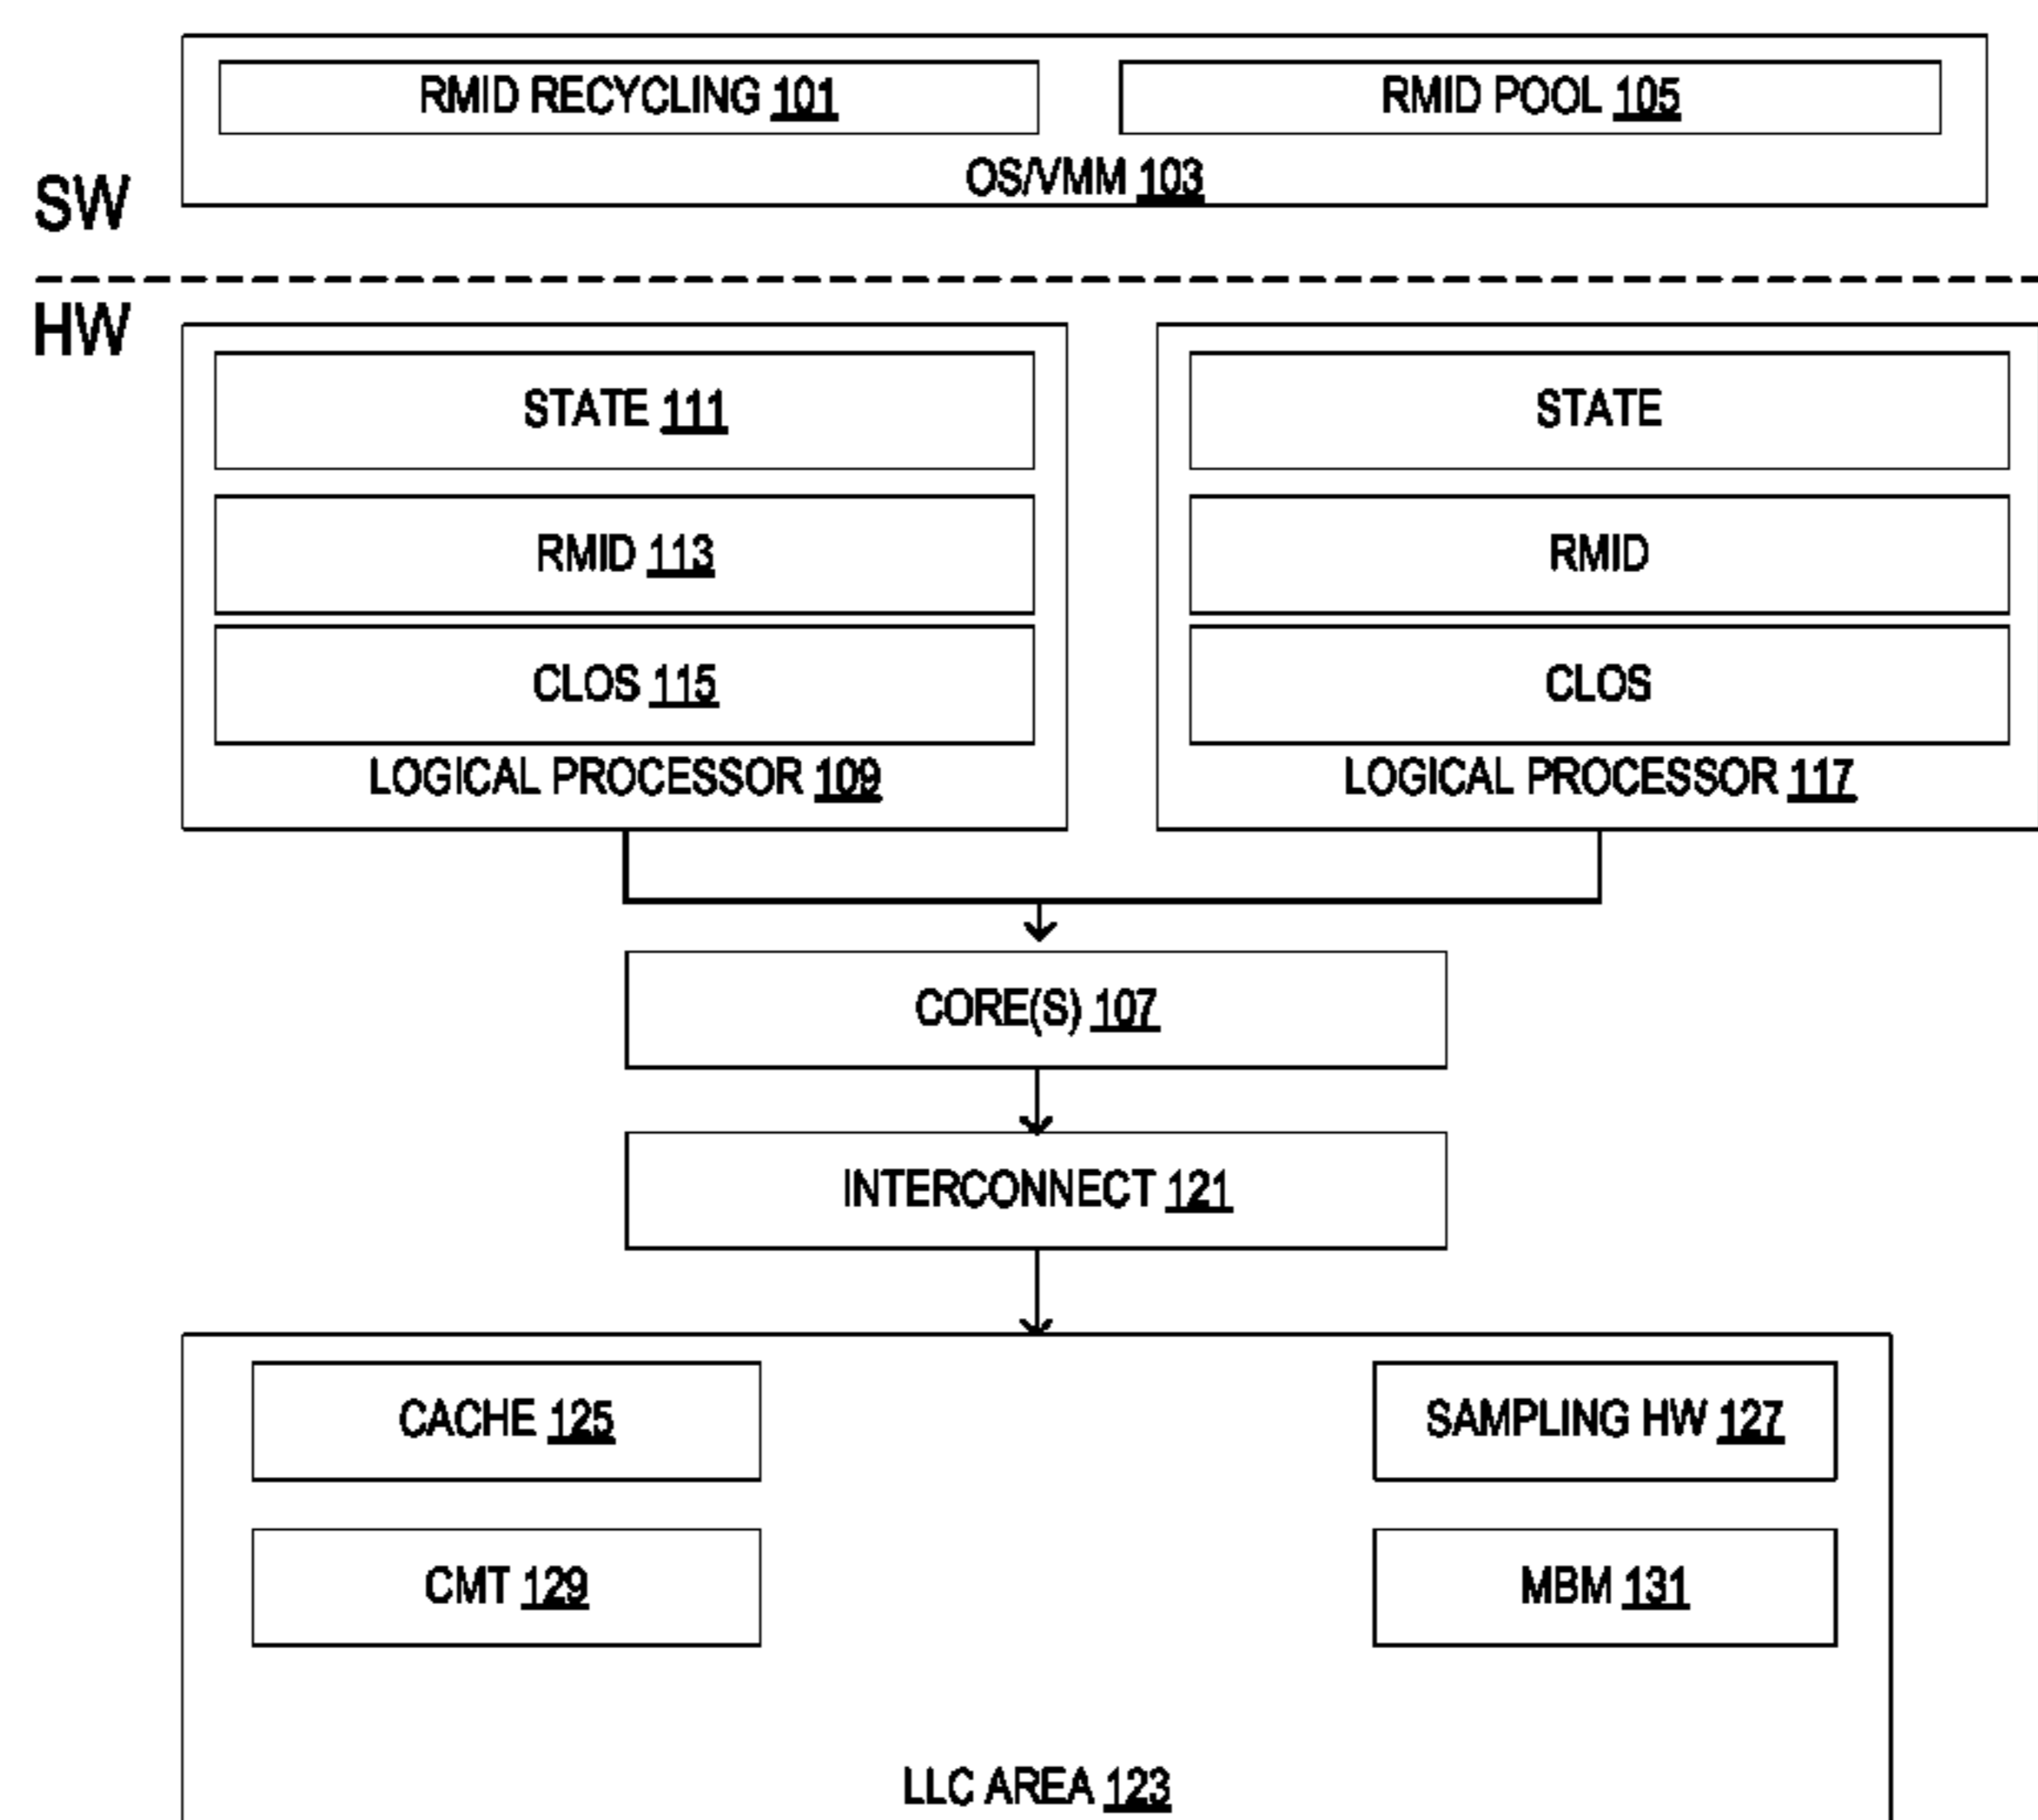 RMID RECYCLING 101
RMID POOL 105
OS/VMM 103
SW
HW
STATE 111
RMID 113
CLOS 115
LOGICAL PROCESSOR 109
STATE
RMID
CLOS
LOGICAL PROCESSOR 117
CORE(S) 107
INTERCONNECT 121
CACHE 125
SAMPLING HW 127
CMT 129
MBM 131
LLC AREA 123